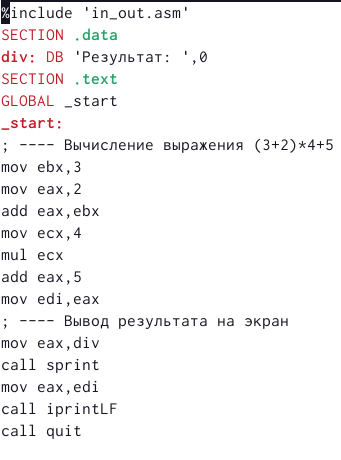 %include 'in_out.asm'
SECTION .data
div: DB 'Результат: ',0
SECTION .text
GLOBAL _start
_start:
; ---- Вычисление выражения (3+2)*4+5
mov ebx,3
mov eax,2
add eax,ebx
mov ecx,4
mul ecx
add eax,5
mov edi,eax
; ---- Вывод результата на экран
mov eax,div
call sprint
mov eax,edi
call iprintLF
call quit